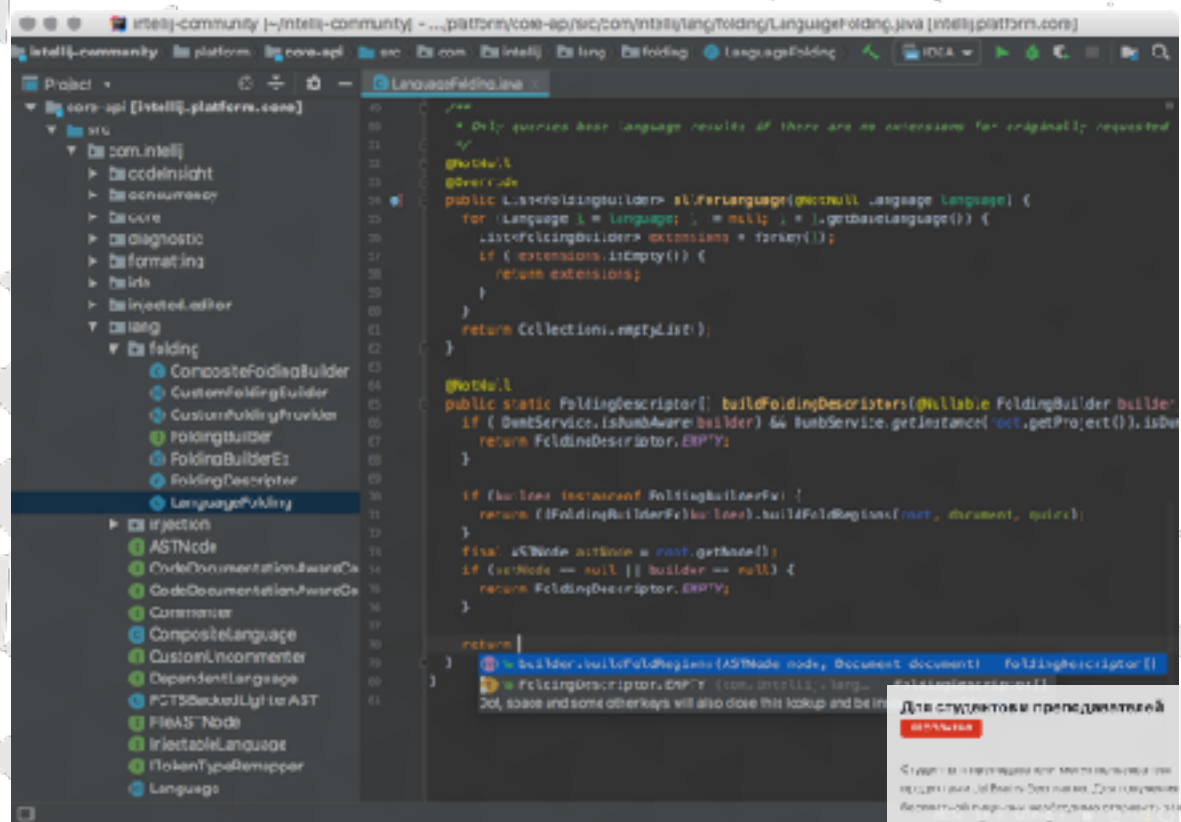 intellij-community [~/intellij-community] - .../platform/core-api/src/com/intellij/lang/folding/LanguageFolding.java [intellij.platform.core]
intellij-community platform core-api src com intellij lang folding LanguageFolding IDEA
Project
LanguageFolding.java
core-api [intellij.platform.core]
src
com.intellij
codeInsight
concurrency
core
diagnostic
formatting
ide
injected.editor
lang
folding
CompositeFoldingBuilder
CustomFoldingBuilder
CustomFoldingProvider
FoldingBuilder
FoldingBuilderEx
FoldingDescriptor
LanguageFolding
injection
ASTNode
CodeDocumentationAwareCo
CodeDocumentationAwareCo
Commenter
CompositeLanguage
CustomUncommenter
DependentLanguage
FCTSBackedLighterAST
FileASTNode
InjectableLanguage
ITokenTypeRemapper
Language
/**
* Only queries base language results if there are no extensions for originally requested
*/
@NotNull
@Override
public List<FoldingBuilder> allForLanguage(@NotNull Language language) {
for (Language l = language; l != null; l = l.getBaseLanguage()) {
List<FoldingBuilder> extensions = forKey(l);
if (!extensions.isEmpty()) {
return extensions;
}
}
return Collections.emptyList();
}
@NotNull
public static FoldingDescriptor[] buildFoldingDescriptors(@Nullable FoldingBuilder builder
if (!DumbService.isDumbAware(builder) && DumbService.getInstance(root.getProject()).isDum
return FoldingDescriptor.EMPTY;
}
if (builder instanceof FoldingBuilderEx) {
return ((FoldingBuilderEx)builder).buildFoldRegions(root, document, quick);
}
final ASTNode astNode = root.getNode();
if (astNode == null || builder == null) {
return FoldingDescriptor.EMPTY;
}
return
builder.buildFoldRegions(ASTNode node, Document document) FoldingDescriptor[]
FoldingDescriptor.EMPTY (com.intellij.lang… FoldingDescriptor[]
Dot, space and some other keys will also close this lookup and be in
}
}
Для студентов и преподавателей
БЕСПЛАТНО